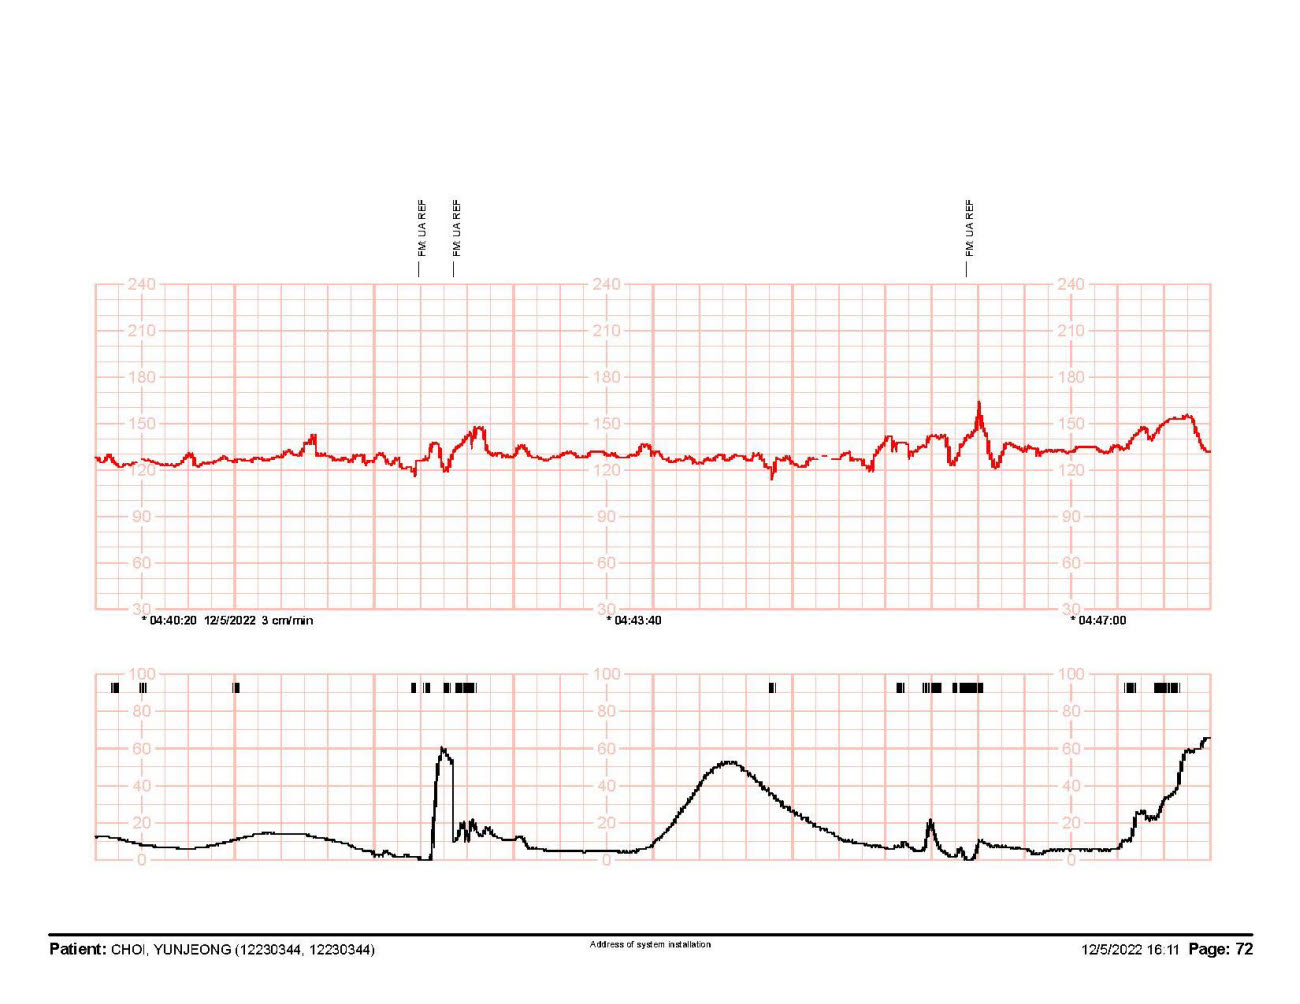 FM: UA REF
FM: UA REF
FM: UA REF
240 240 240
210 210 210
180 180 180
150 150 150
120 120 120
90 90 90
60 60 60
30 30 30
* 04:40:20 12/5/2022 3 cm/min * 04:43:40 * 04:47:00
100 100 100
80 80 80
60 60 60
40 40 40
20 20 20
0 0 0
Patient: CHOI, YUNJEONG (12230344, 12230344) Address of system installation 12/5/2022 16:11 Page: 72